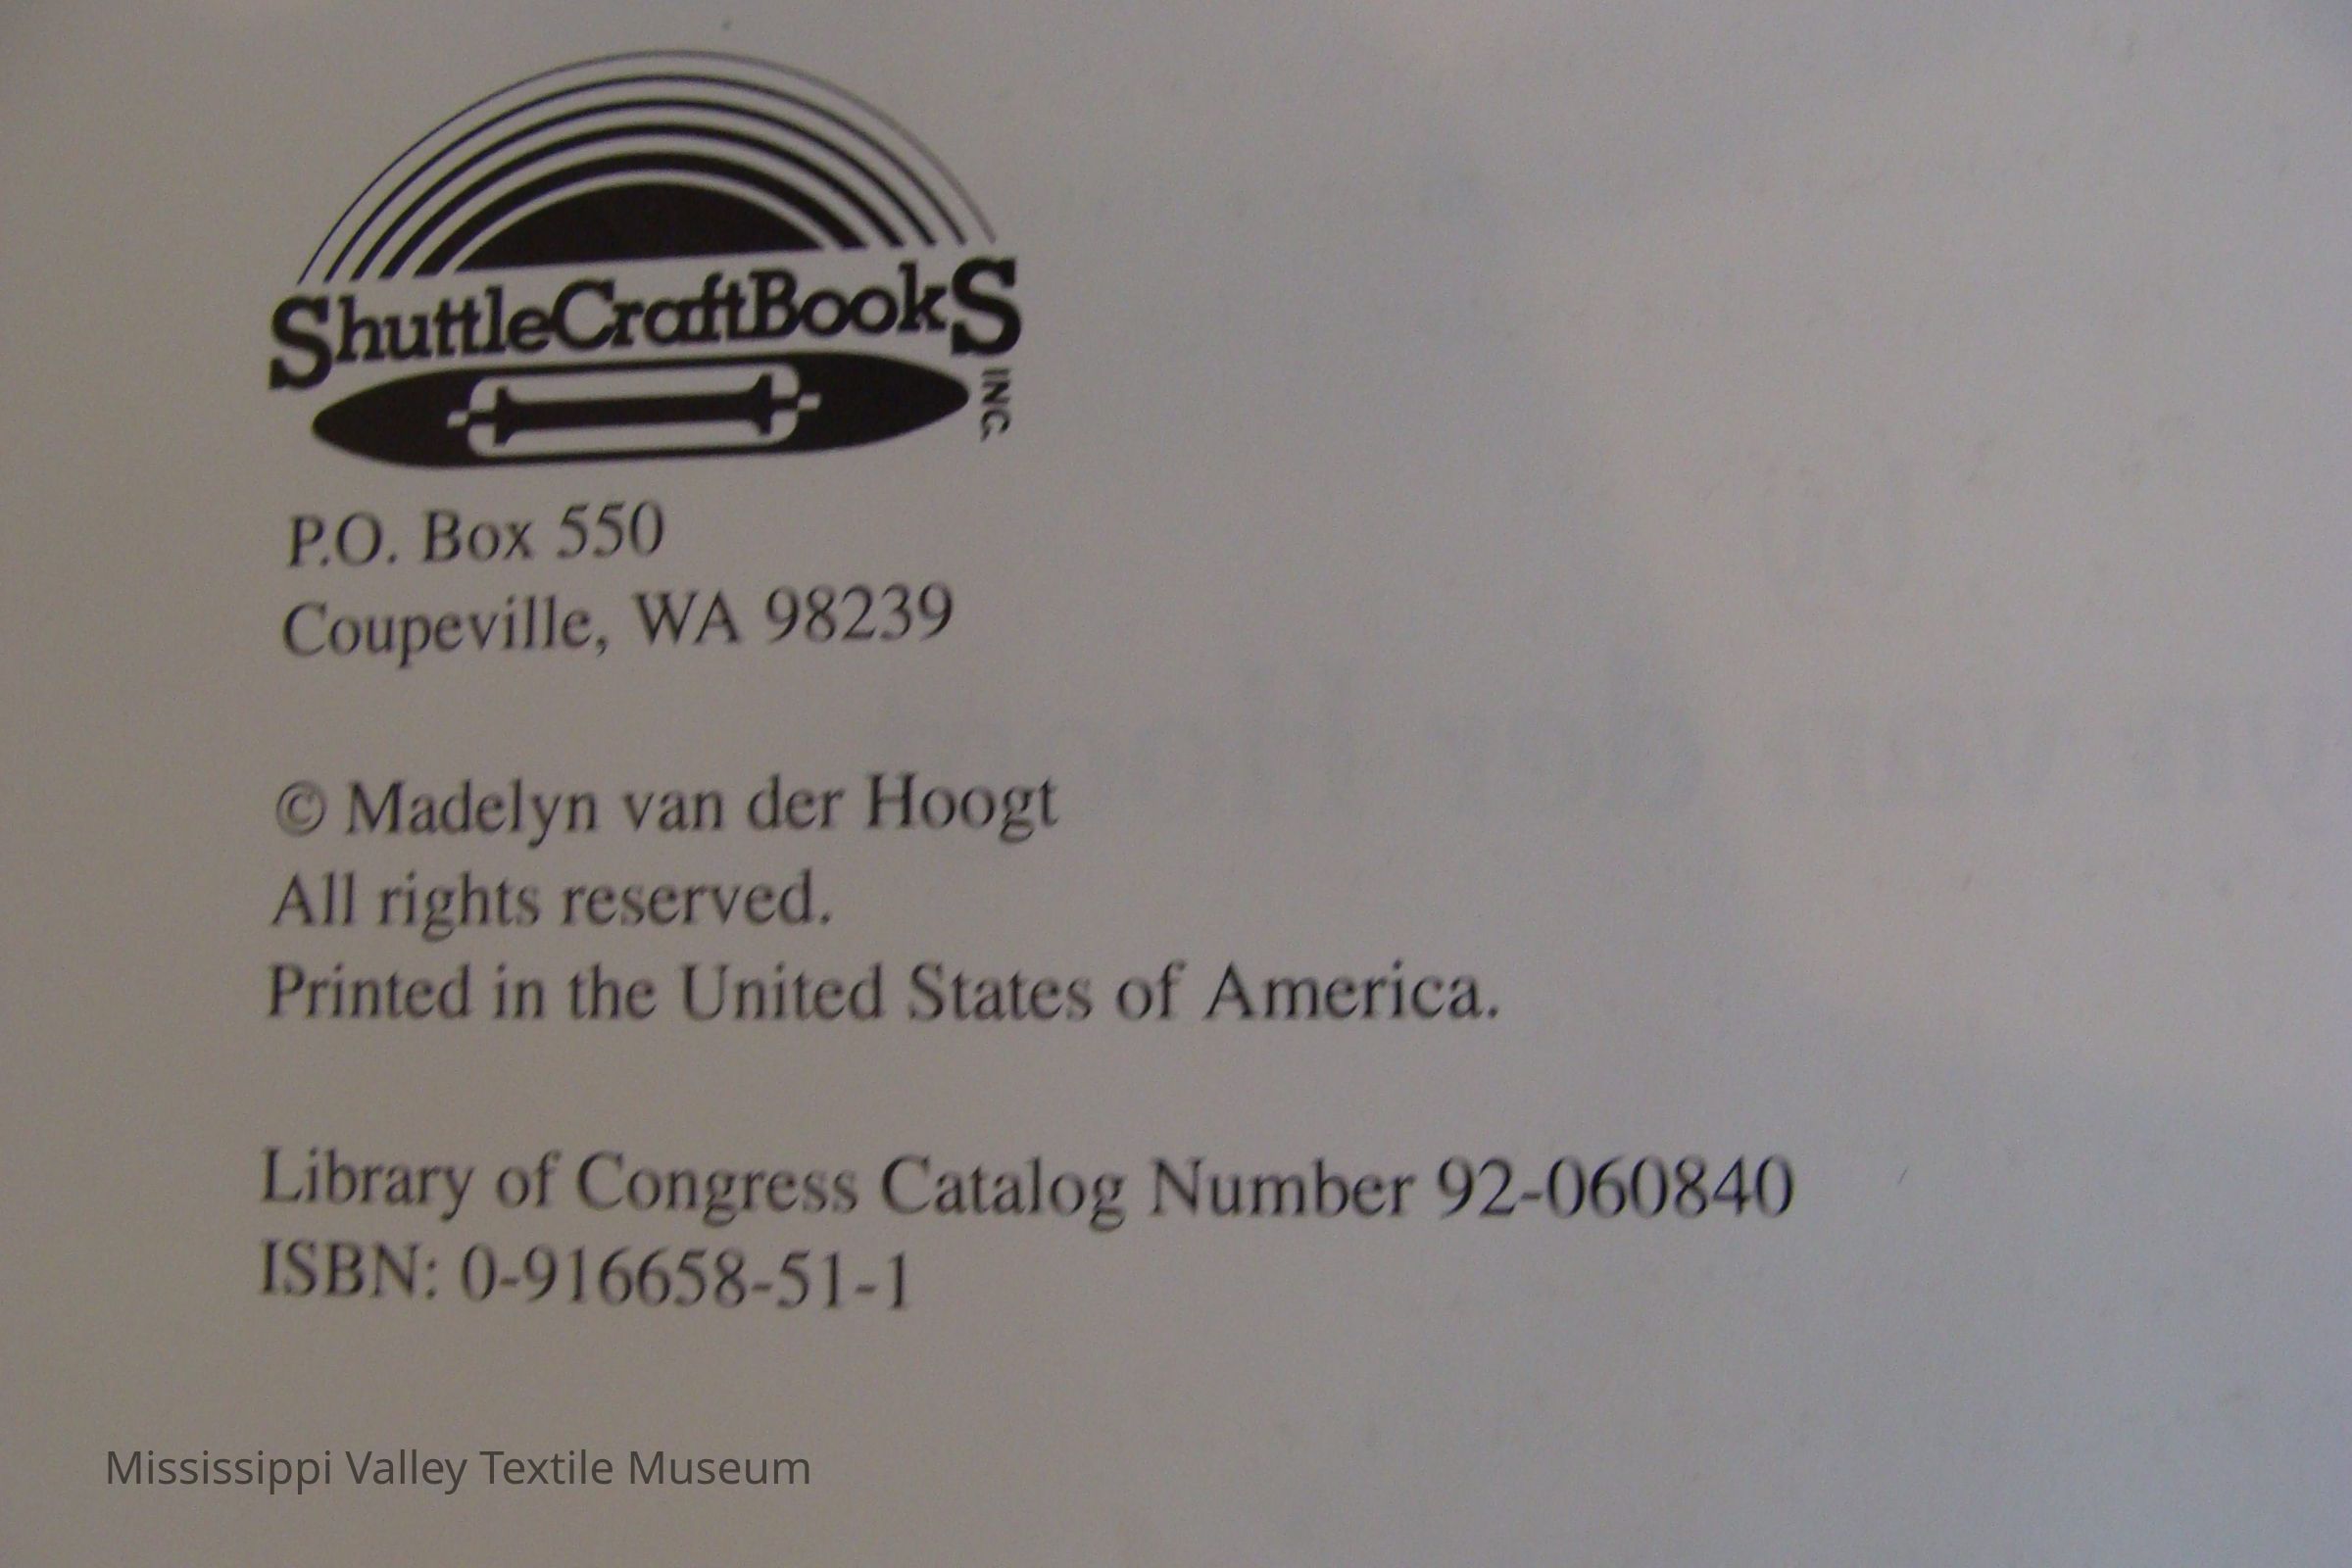 ShuttleCraftBookS
INC.
P.O. Box 550
Coupeville, WA 98239
© Madelyn van der Hoogt
All rights reserved.
Printed in the United States of America.
Library of Congress Catalog Number 92-060840
ISBN: 0-916658-51-1
Mississippi Valley Textile Museum